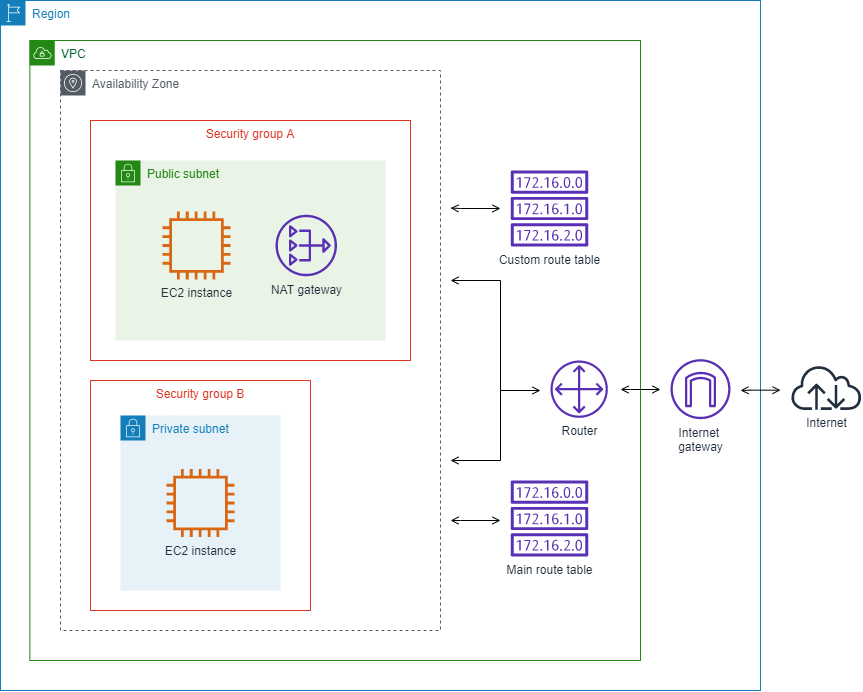 Region
VPC
Availability Zone
Security group A
Public subnet
EC2 instance
NAT gateway
172.16.0.0
172.16.1.0
172.16.2.0
Custom route table
Security group B
Private subnet
EC2 instance
Router
Internet
gateway
Internet
172.16.0.0
172.16.1.0
172.16.2.0
Main route table